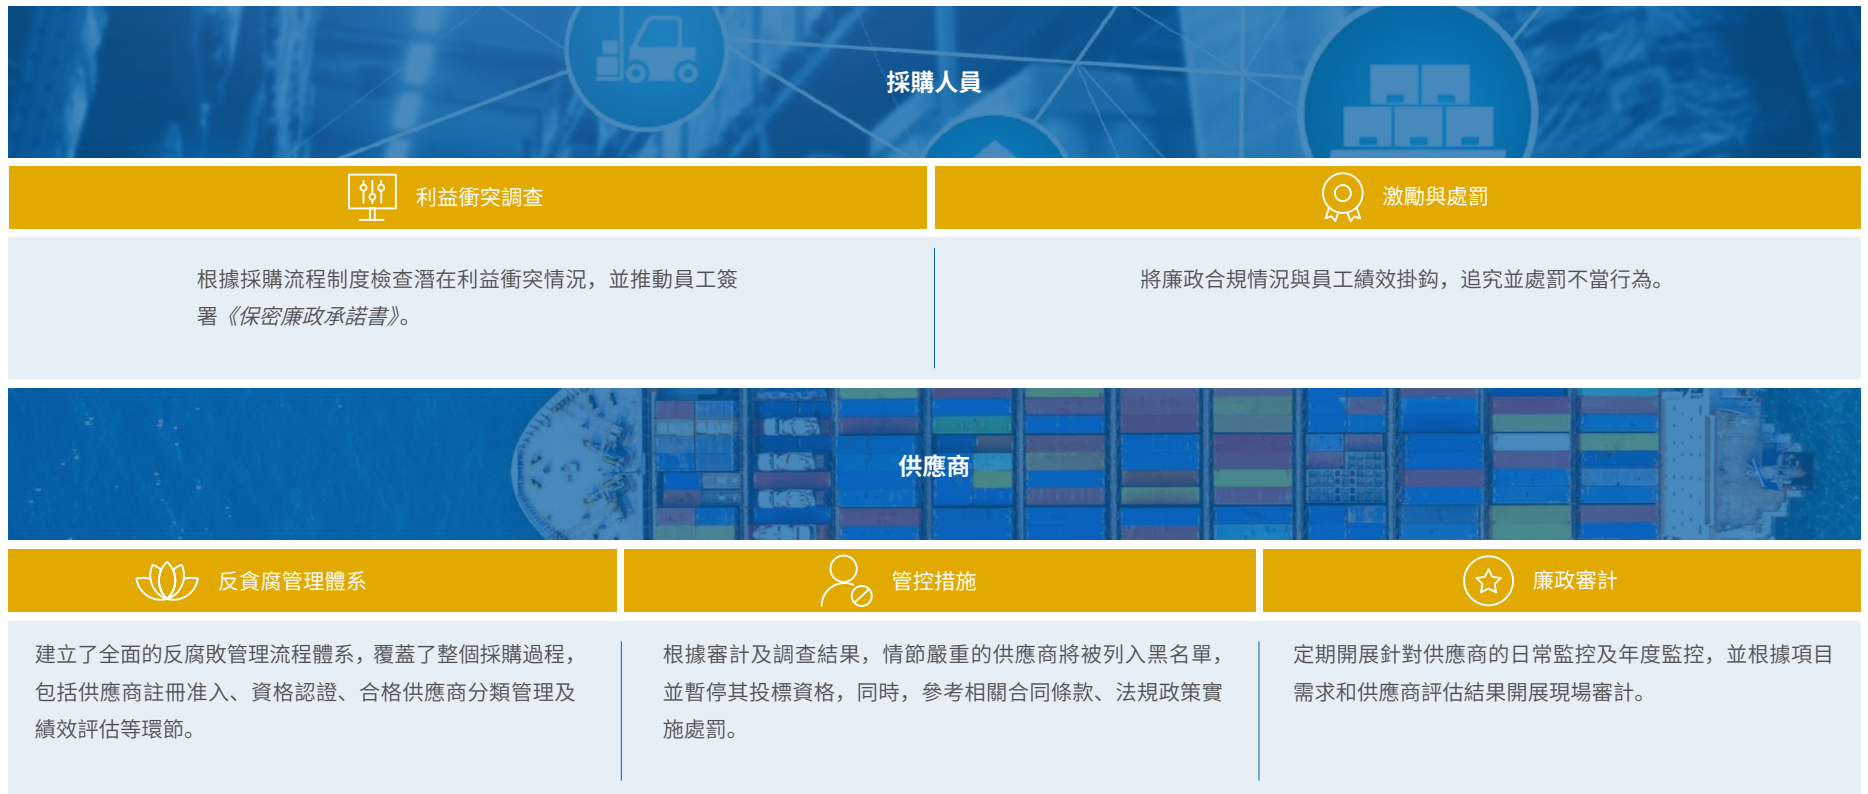 採購人員
利益衝突調查
激勵與處罰
根據採購流程制度檢查潛在利益衝突情況，並推動員工簽
署《保密廉政承諾書》。
將廉政合規情況與員工績效掛鈎，追究並處罰不當行為。
供應商
反貪腐管理體系
管控措施
廉政審計
建立了全面的反腐敗管理流程體系，覆蓋了整個採購過程，
包括供應商註冊准入、資格認證、合格供應商分類管理及
績效評估等環節。
根據審計及調查結果，情節嚴重的供應商將被列入黑名單，
並暫停其投標資格，同時，參考相關合同條款、法規政策實
施處罰。
定期開展針對供應商的日常監控及年度監控，並根據項目
需求和供應商評估結果開展現場審計。